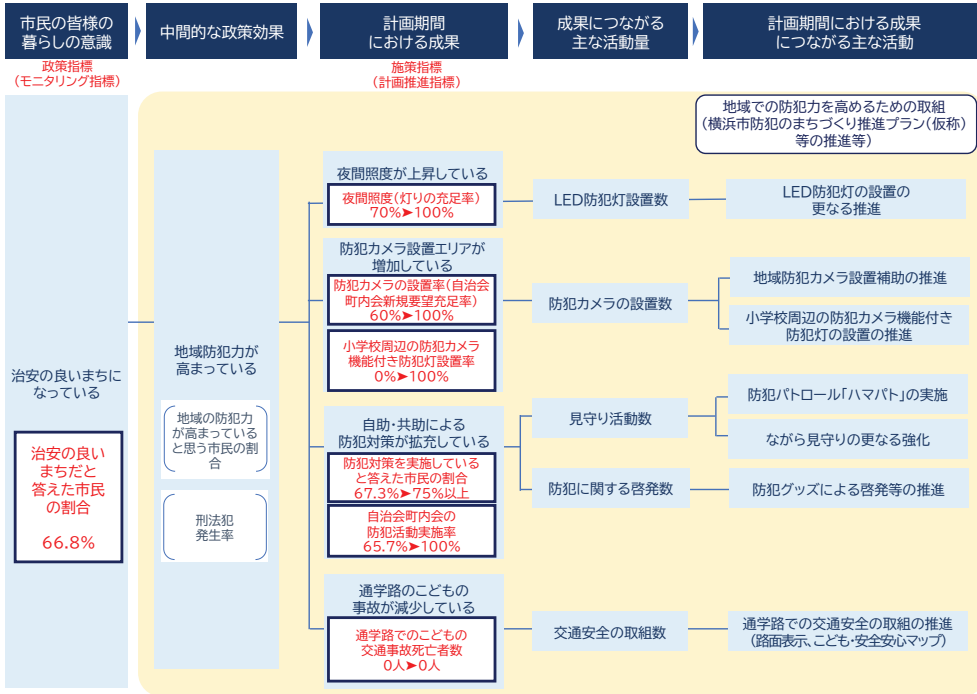 市民の皆様の
暮らしの意識
中間的な政策効果
計画期間
における成果
成果につながる
主な活動量
計画期間における成果
につながる主な活動
政策指標
(モニタリング指標)
施策指標
(計画推進指標)
治安の良いまちに
なっている
治安の良い
まちだと
答えた市民
の割合
66.8%
地域防犯力が
高まっている
地域の防犯力
が高まっている
と思う市民の割
合
刑法犯
発生率
夜間照度が上昇している
夜間照度(灯りの充足率)
70%➤100%
防犯カメラ設置エリアが
増加している
防犯カメラの設置率(自治会
町内会新規要望充足率)
60%➤100%
小学校周辺の防犯カメラ
機能付き防犯灯設置率
0%➤100%
自助・共助による
防犯対策が拡充している
防犯対策を実施している
と答えた市民の割合
67.3%➤75%以上
自治会町内会の
防犯活動実施率
65.7%➤100%
通学路のこどもの
事故が減少している
通学路でのこどもの
交通事故死亡者数
0人➤0人
LED防犯灯設置数
防犯カメラの設置数
見守り活動数
防犯に関する啓発数
交通安全の取組数
地域での防犯力を高めるための取組
(横浜市防犯のまちづくり推進プラン(仮称)
等の推進等)
LED防犯灯の設置の
更なる推進
地域防犯カメラ設置補助の推進
小学校周辺の防犯カメラ機能付き
防犯灯の設置の推進
防犯パトロール「ハマパト」の実施
ながら見守りの更なる強化
防犯グッズによる啓発等の推進
通学路での交通安全の取組の推進
(路面表示、こども・安全安心マップ)